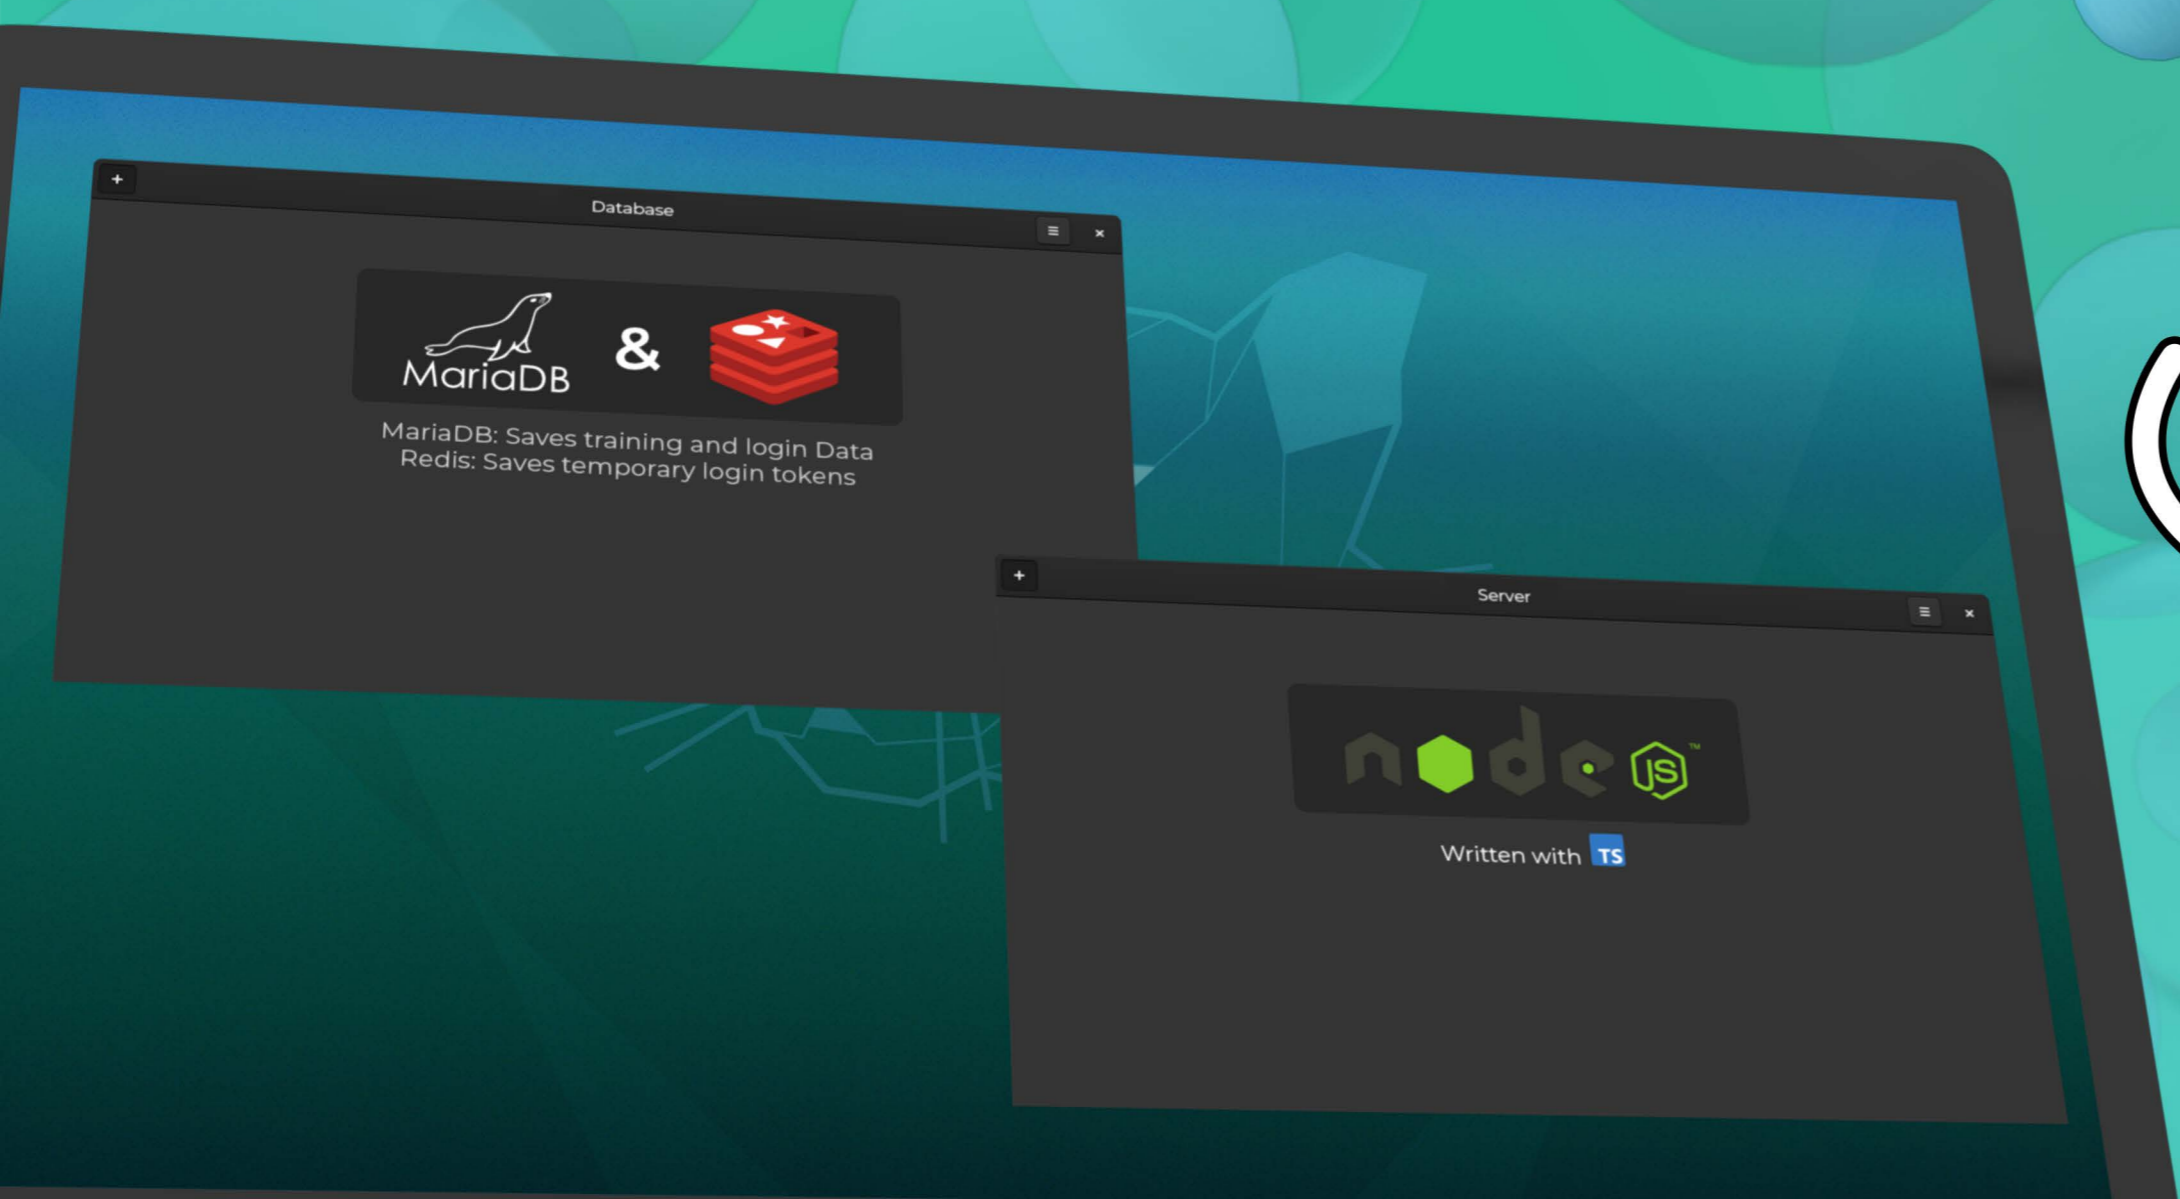 Database
MariaDB
&
MariaDB: Saves training and login Data
Redis: Saves temporary login tokens
Server
node
JS
™
Written with TS